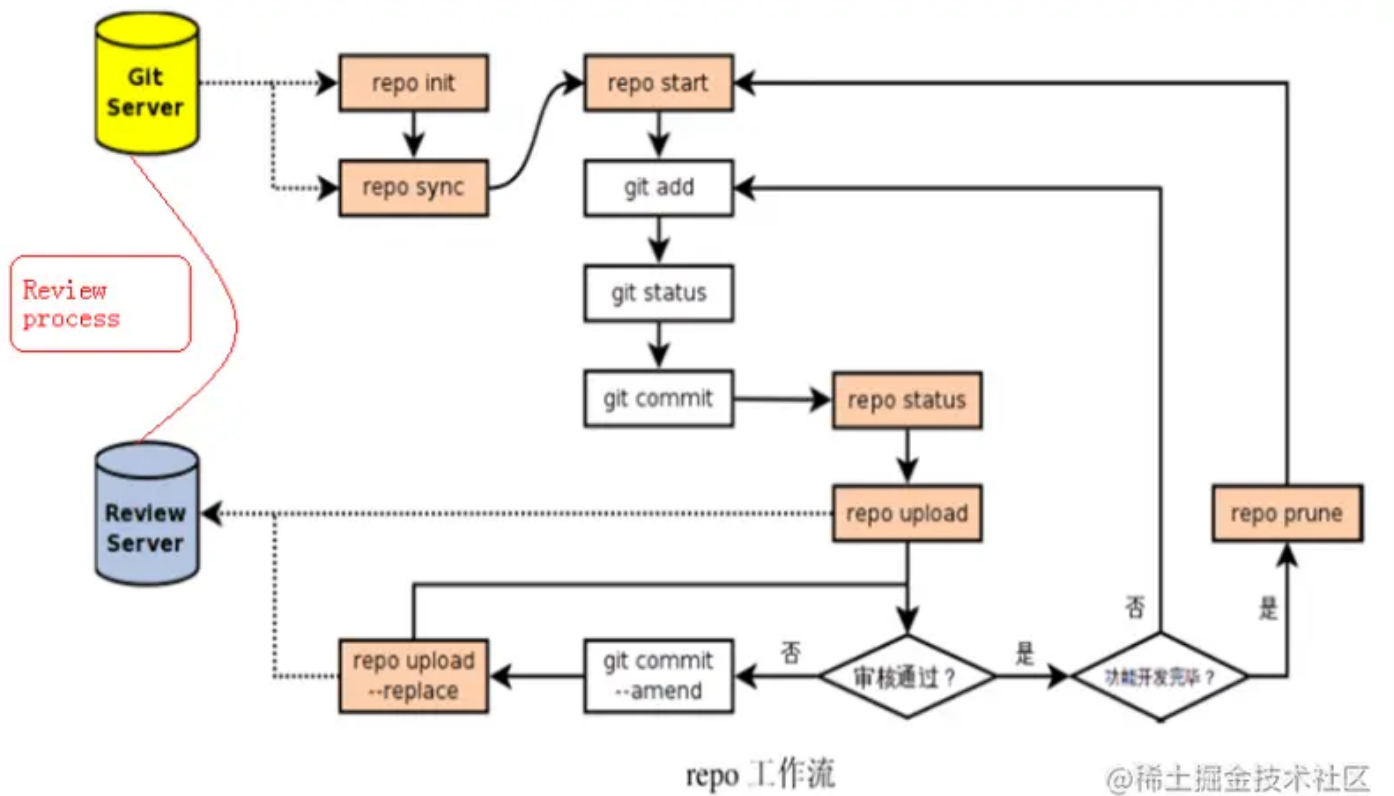 Git
Server
repo init
repo start
repo sync
git add
Review
process
git status
git commit
repo status
Review
Server
repo upload
repo prune
否
是
repo upload
--replace
git commit
--amend
否
审核通过？
是
功能开发完毕？
repo 工作流
@稀土掘金技术社区